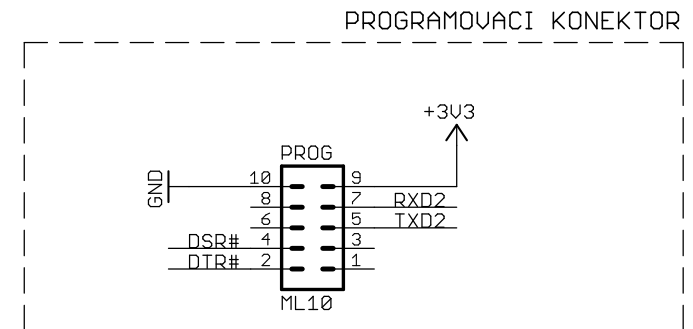 PROGRAMOVACI KONEKTOR
+3V3
PROG
GND 10 9
8 7 RXD2
6 5 TXD2
DSR# 4 3
DTR# 2 1
ML10